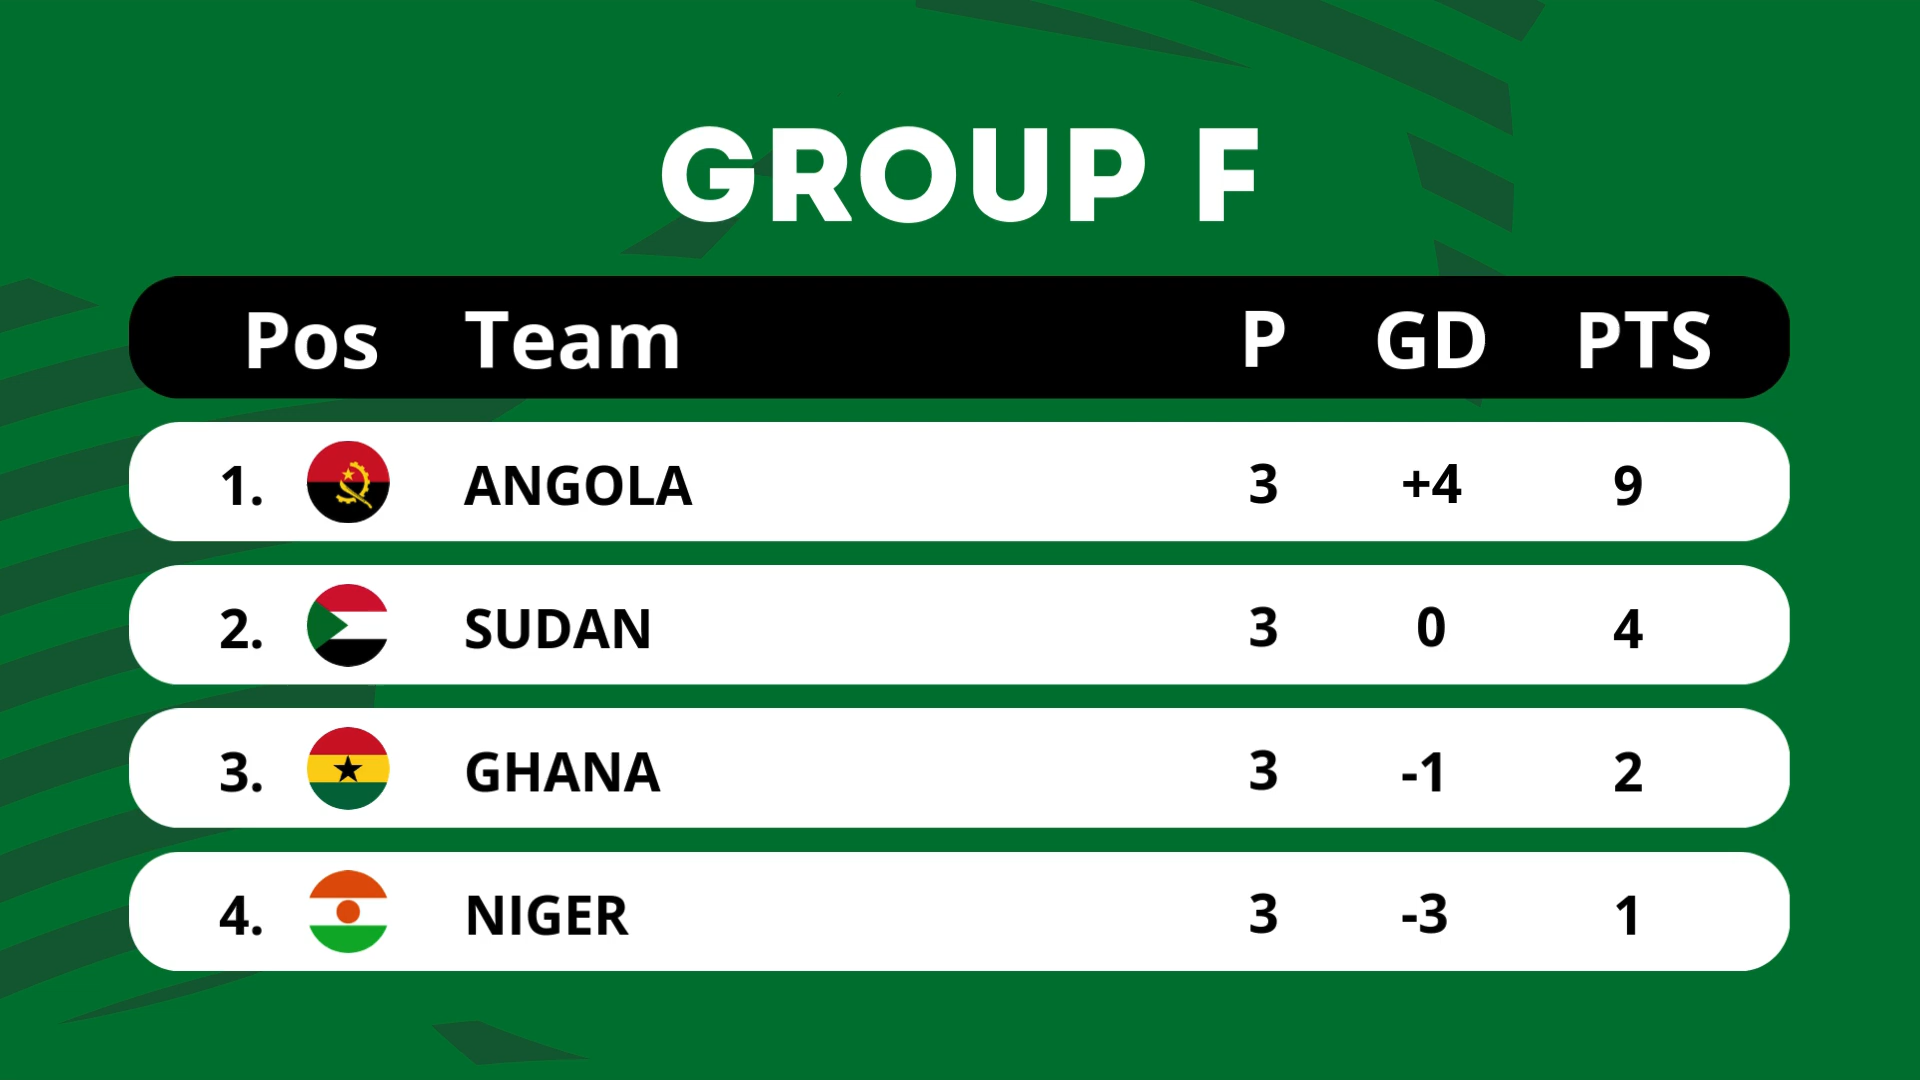 GROUP F
Pos Team P GD PTS
1. ANGOLA 3 +4 9
2. SUDAN 3 0 4
3. GHANA 3 -1 2
4. NIGER 3 -3 1